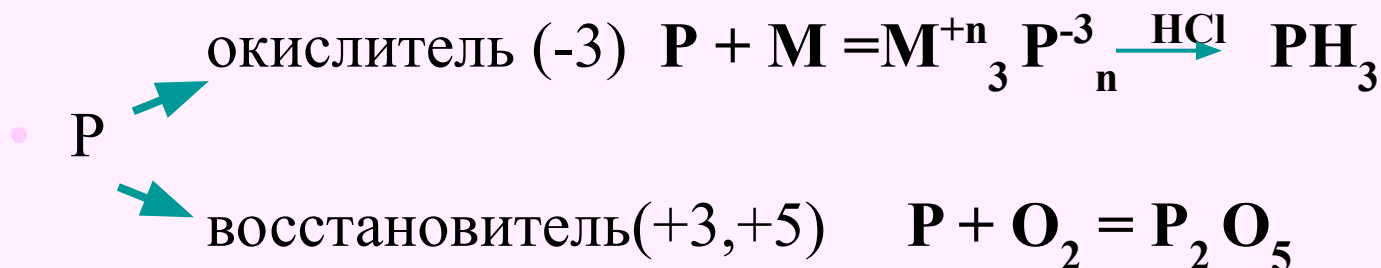 окислитель (-3) P + M =M⁺ⁿ₃ P⁻³ₙ HCl PH₃
P
восстановитель(+3,+5) P + O₂ = P₂ O₅